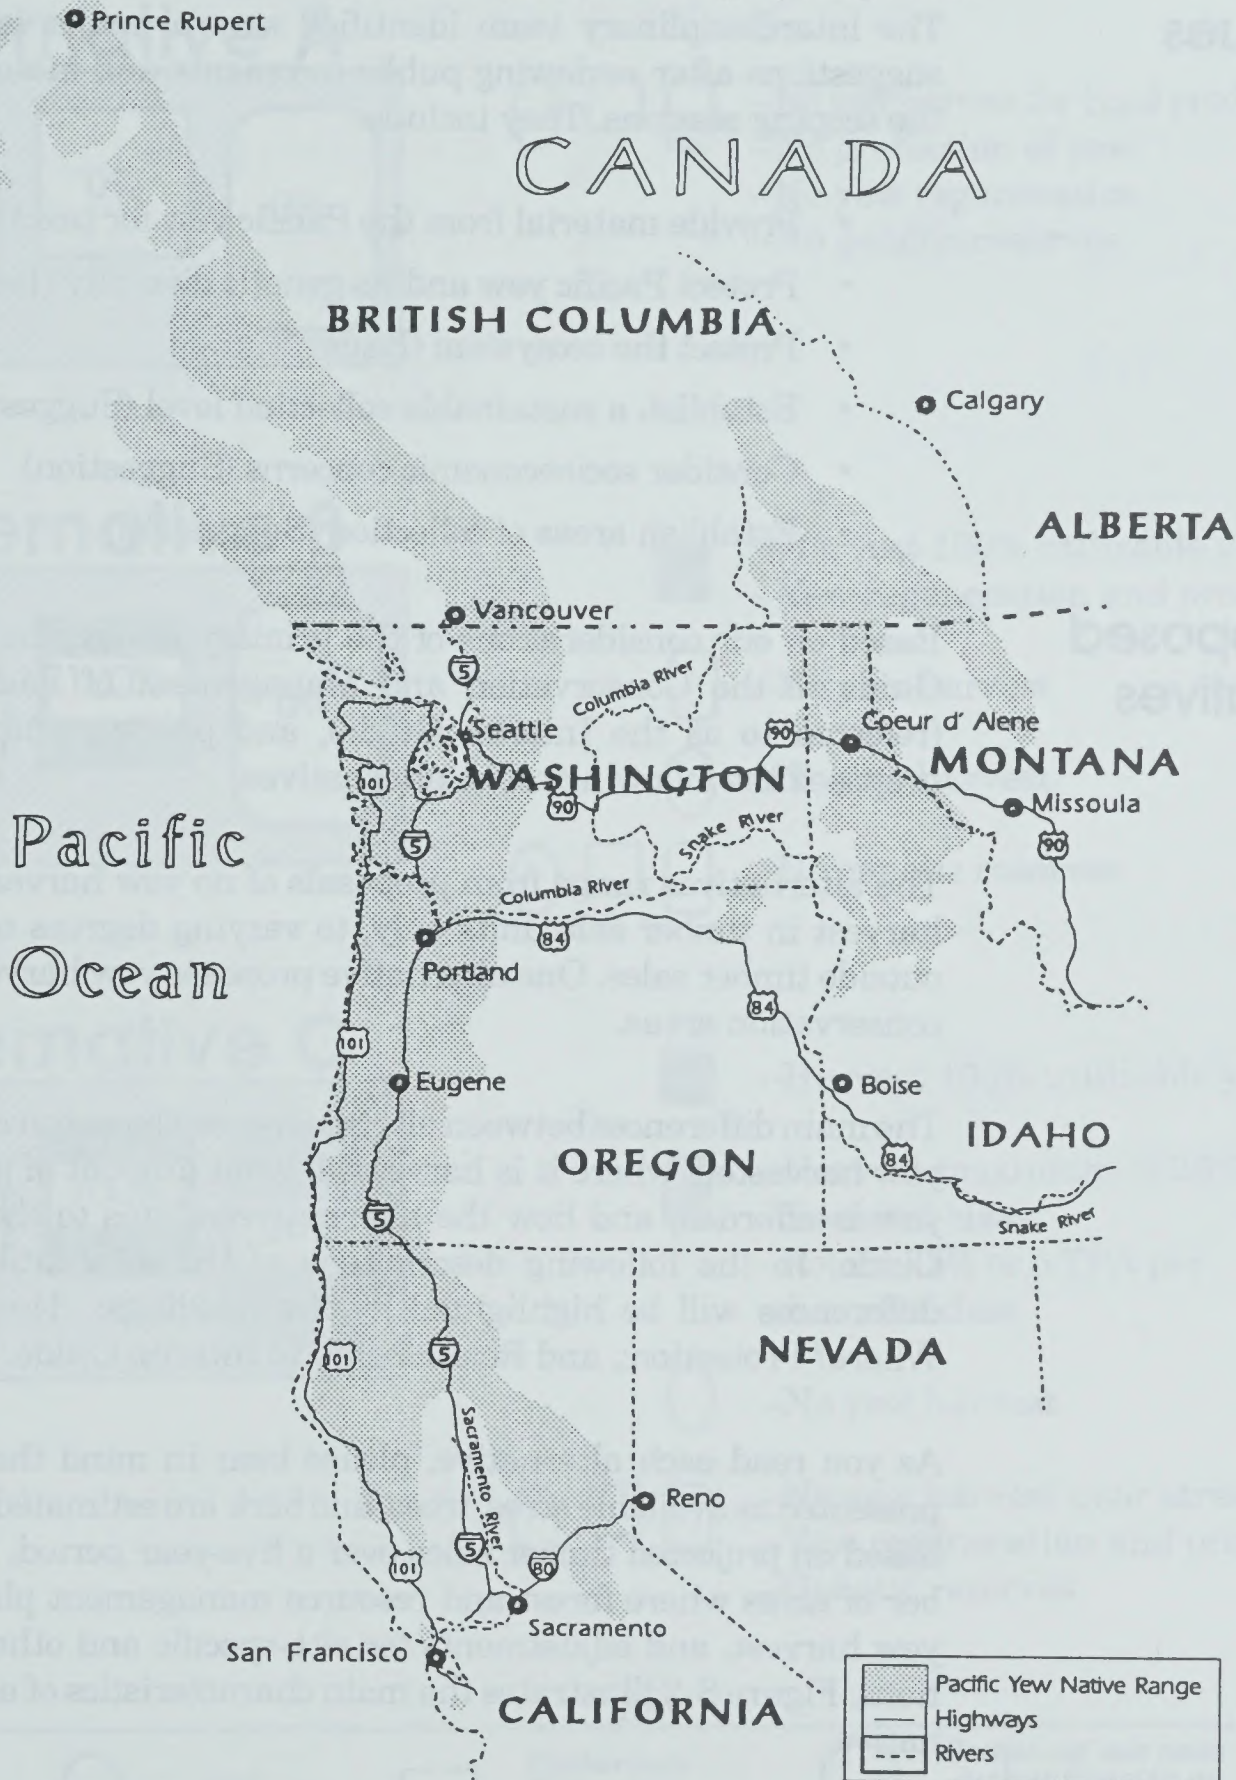 Prince Rupert
CANADA
BRITISH COLUMBIA
Calgary
ALBERTA
Vancouver
5
Columbia River
Seattle
90
Coeur d' Alene
101
WASHINGTON
MONTANA
90
Missoula
Pacific
Ocean
5
Snake River
90
Columbia River
84
Portland
84
101
Eugene
Boise
OREGON
IDAHO
84
5
Snake River
101
5
NEVADA
Sacramento River
Reno
5
80
101
Sacramento
San Francisco
CALIFORNIA
Pacific Yew Native Range
Highways
Rivers